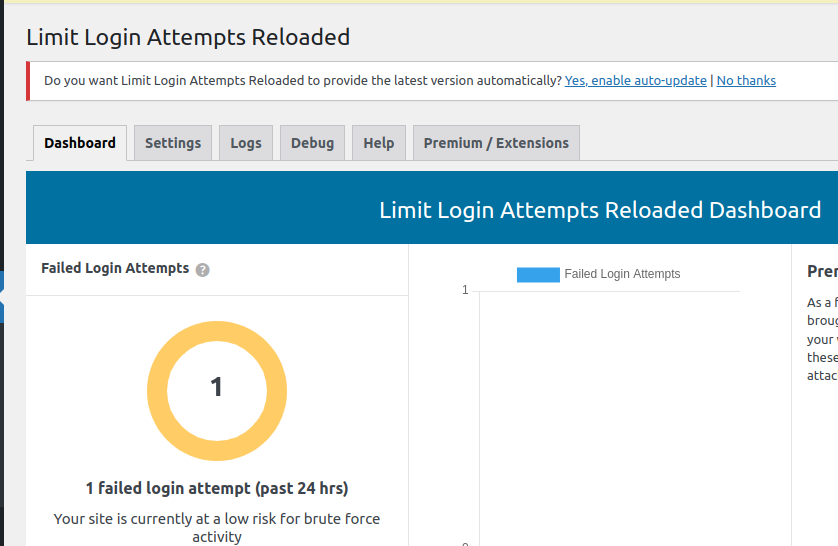 Limit Login Attempts Reloaded
Do you want Limit Login Attempts Reloaded to provide the latest version automatically? Yes, enable auto-update | No thanks
Dashboard Settings Logs Debug Help Premium / Extensions
Limit Login Attempts Reloaded Dashboard
Failed Login Attempts ?
1
1 failed login attempt (past 24 hrs)
Your site is currently at a low risk for brute force
activity
Failed Login Attempts
1
As a
your
these